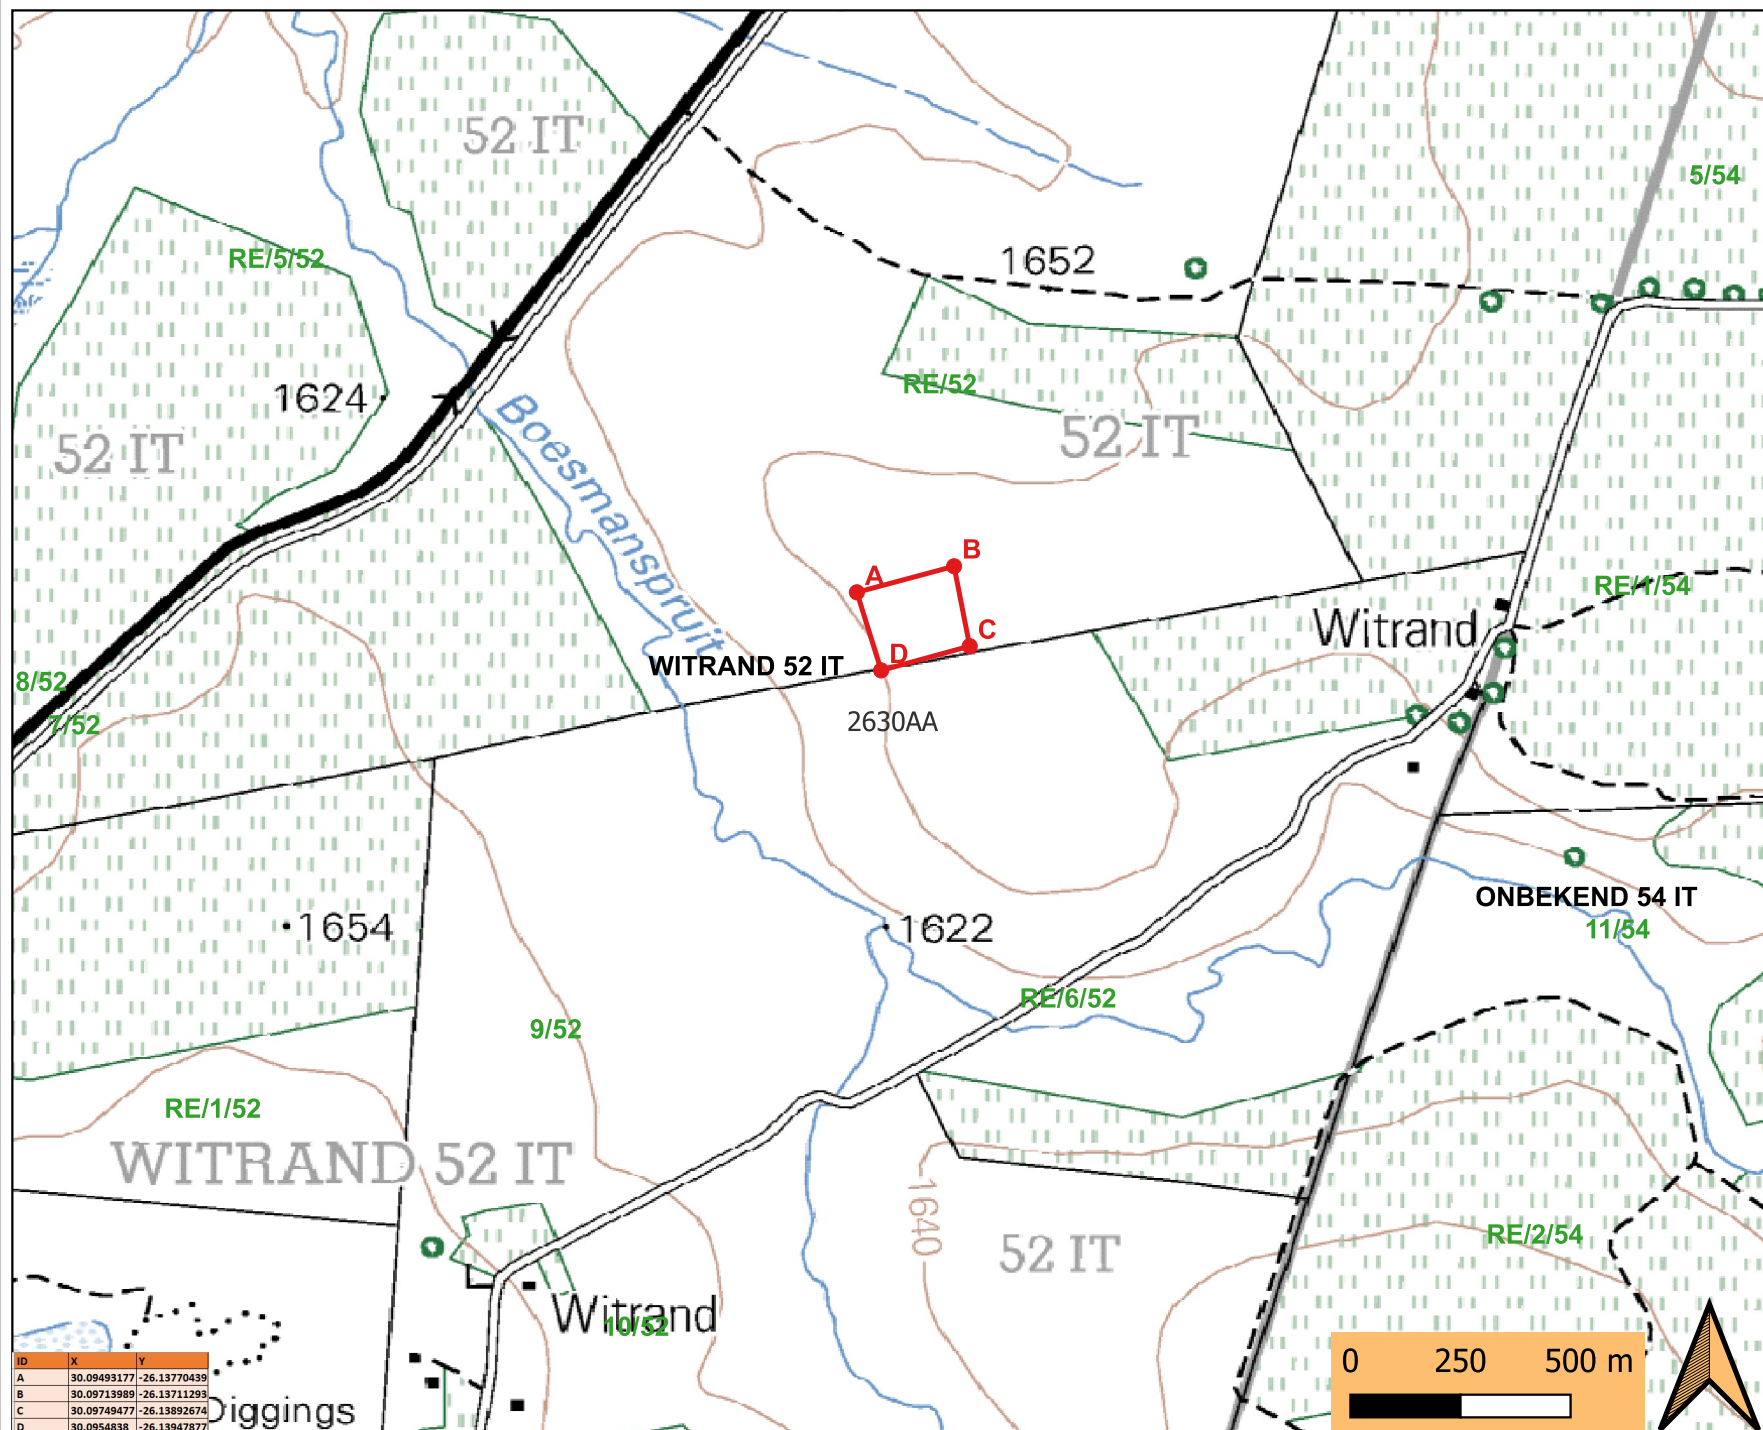 52 IT
5/54
RE/5/52
1652
1624
RE/52
52 IT
52 IT
Boesmanspruit
B
A
RE/1/54
C
Witrand
D
WITRAND 52 IT
8/52
7/52
2630AA
ONBEKEND 54 IT
1654
1622
11/54
RE/6/52
9/52
RE/1/52
WITRAND 52 IT
1640
52 IT
RE/2/54
Witrand
10/52
0 250 500 m
ID X Y
A 30.09493177 -26.13770439
B 30.09713989 -26.13711293
C 30.09749477 -26.13892674
D 30.0954838 -26.13947877
Diggings